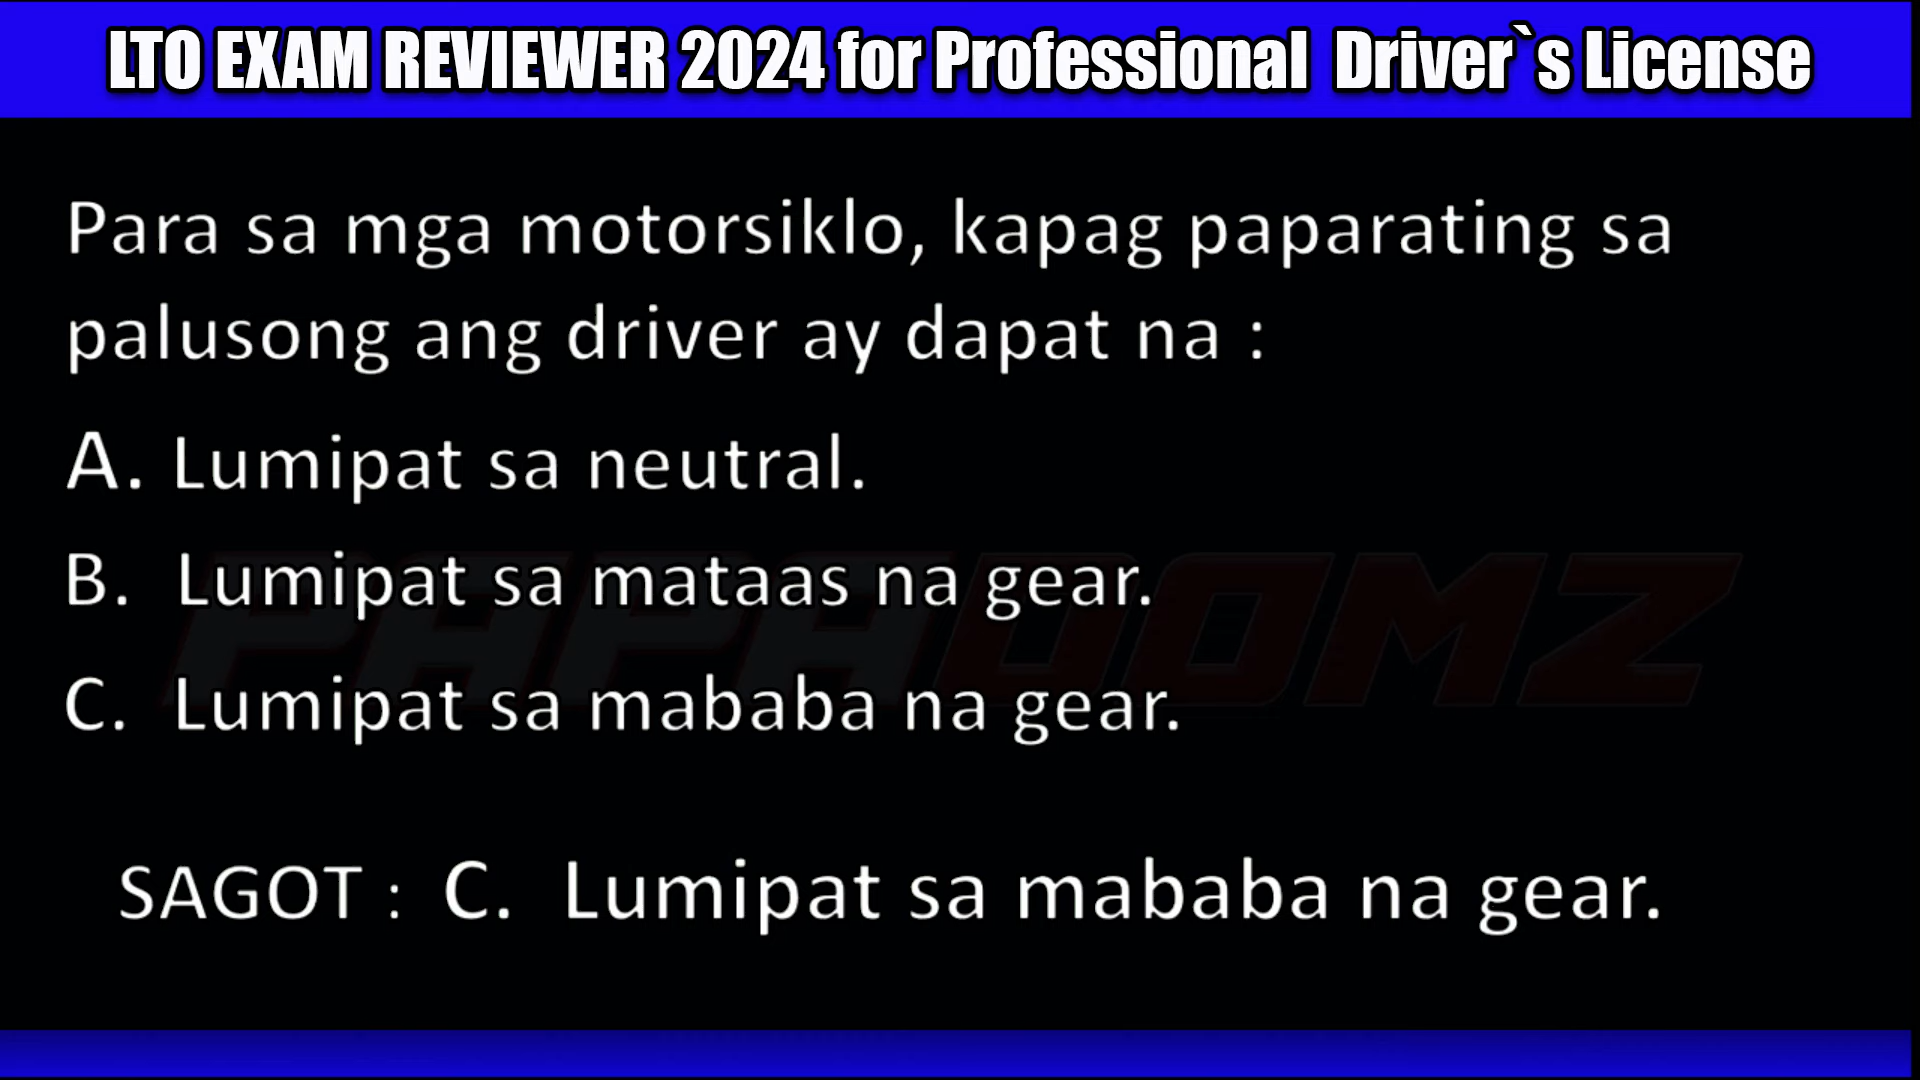 LTO EXAM REVIEWER 2024 for Professional Driver`s License
Para sa mga motorsiklo, kapag paparating sa
palusong ang driver ay dapat na :
A. Lumipat sa neutral.
B. Lumipat sa mataas na gear.
C. Lumipat sa mababa na gear.
SAGOT : C. Lumipat sa mababa na gear.